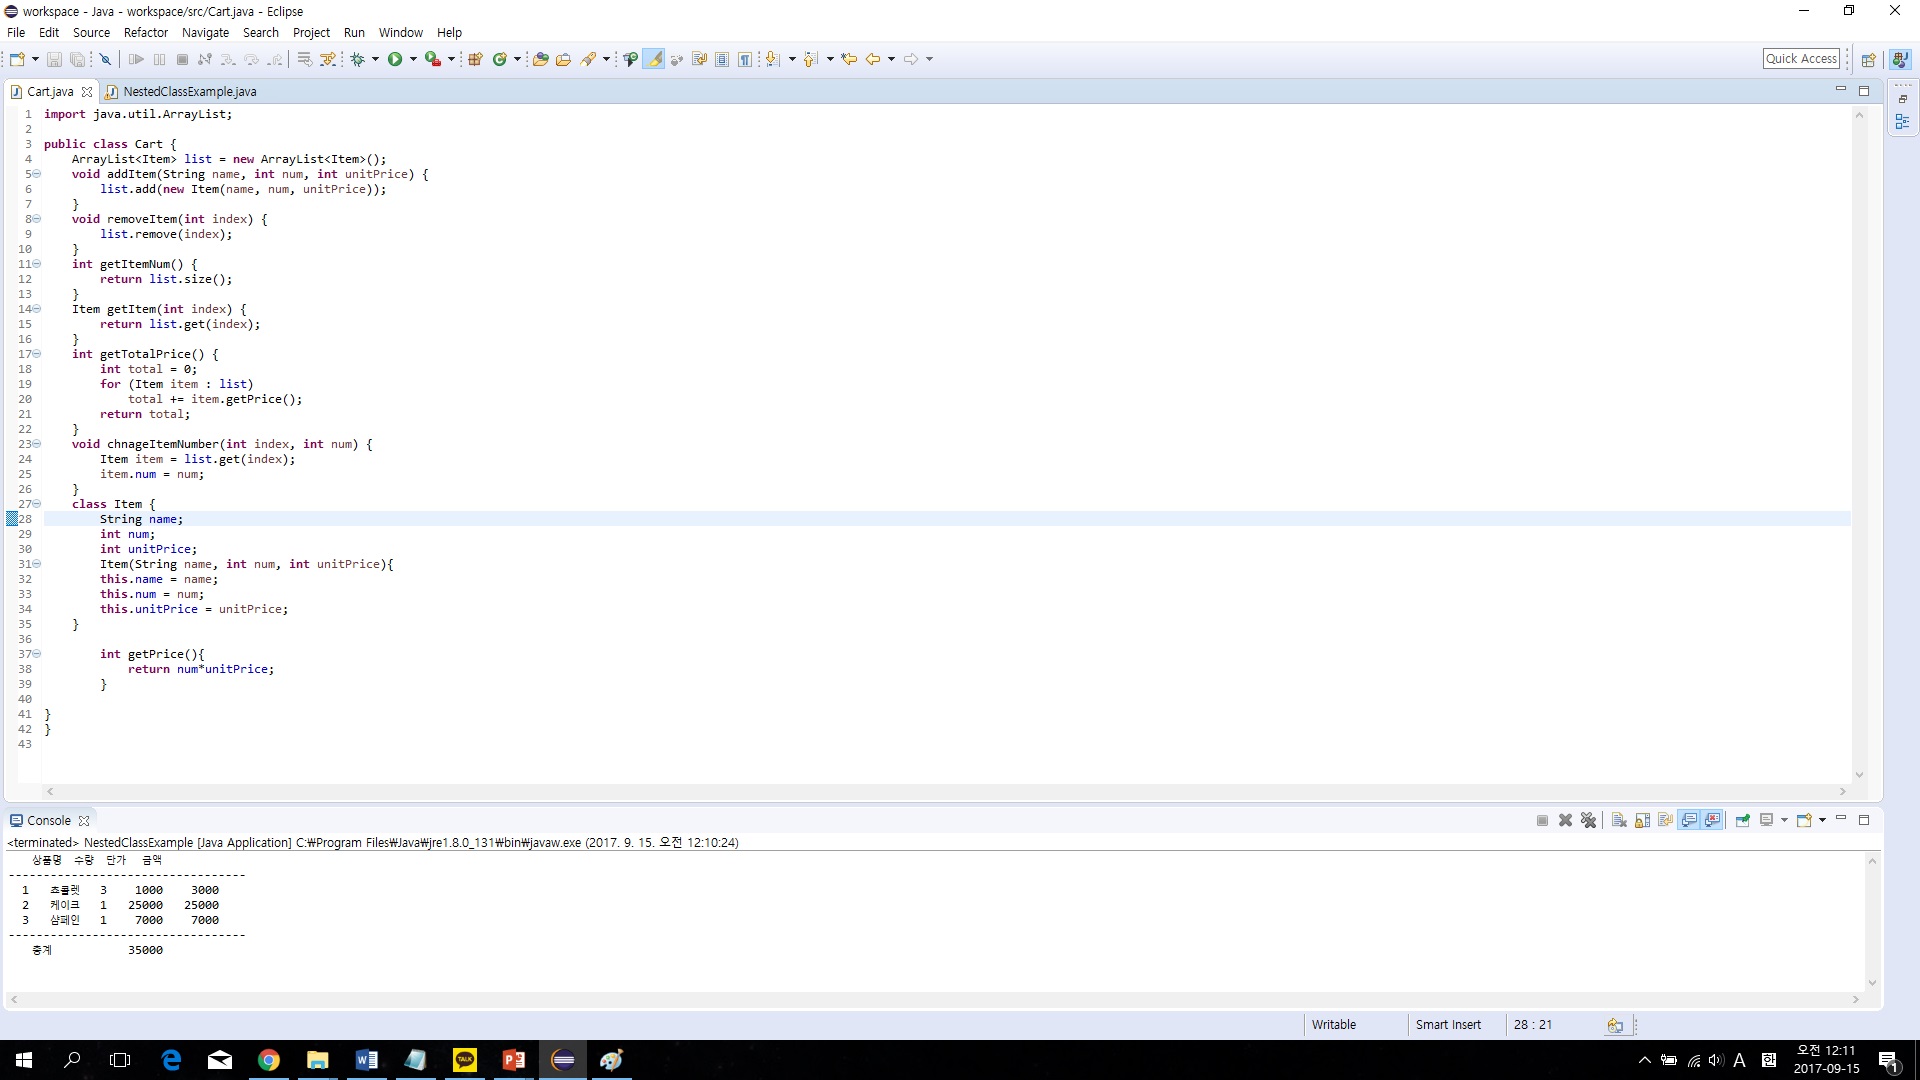 workspace - Java - workspace/src/Cart.java - Eclipse
File Edit Source Refactor Navigate Search Project Run Window Help
Quick Access
Cart.java NestedClassExample.java
1 import java.util.ArrayList;
2
3 public class Cart {
4 ArrayList<Item> list = new ArrayList<Item>();
5 void addItem(String name, int num, int unitPrice) {
6 list.add(new Item(name, num, unitPrice));
7 }
8 void removeItem(int index) {
9 list.remove(index);
10 }
11 int getItemNum() {
12 return list.size();
13 }
14 Item getItem(int index) {
15 return list.get(index);
16 }
17 int getTotalPrice() {
18 int total = 0;
19 for (Item item : list)
20 total += item.getPrice();
21 return total;
22 }
23 void chnageItemNumber(int index, int num) {
24 Item item = list.get(index);
25 item.num = num;
26 }
27 class Item {
28 String name;
29 int num;
30 int unitPrice;
31 Item(String name, int num, int unitPrice){
32 this.name = name;
33 this.num = num;
34 this.unitPrice = unitPrice;
35 }
36
37 int getPrice(){
38 return num*unitPrice;
39 }
40
41 }
42 }
43
Console
<terminated> NestedClassExample [Java Application] C:₩Program Files₩Java₩jre1.8.0_131₩bin₩javaw.exe (2017. 9. 15. 오전 12:10:24)
상품명 수량 단가 금액
----------------------------------
1 쵸콜렛 3 1000 3000
2 케이크 1 25000 25000
3 샴페인 1 7000 7000
----------------------------------
총계 35000
Writable Smart Insert 28 : 21
TALK
A 한 오전 12:11
2017-09-15
1